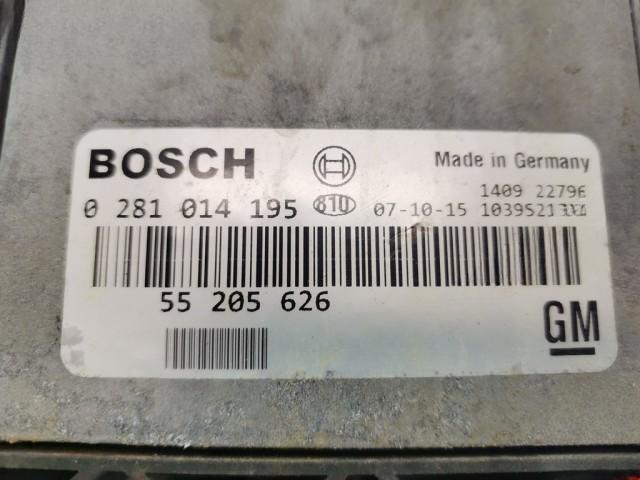 BOSCH
Made in Germany
1409 22796
0 281 014 195 810 07-10-15
55 205 626
GM